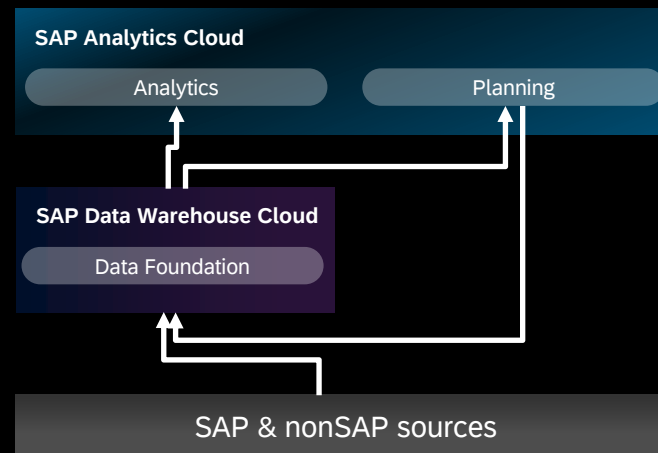 SAP Analytics Cloud
Analytics
Planning
SAP Data Warehouse Cloud
Data Foundation
SAP & nonSAP sources